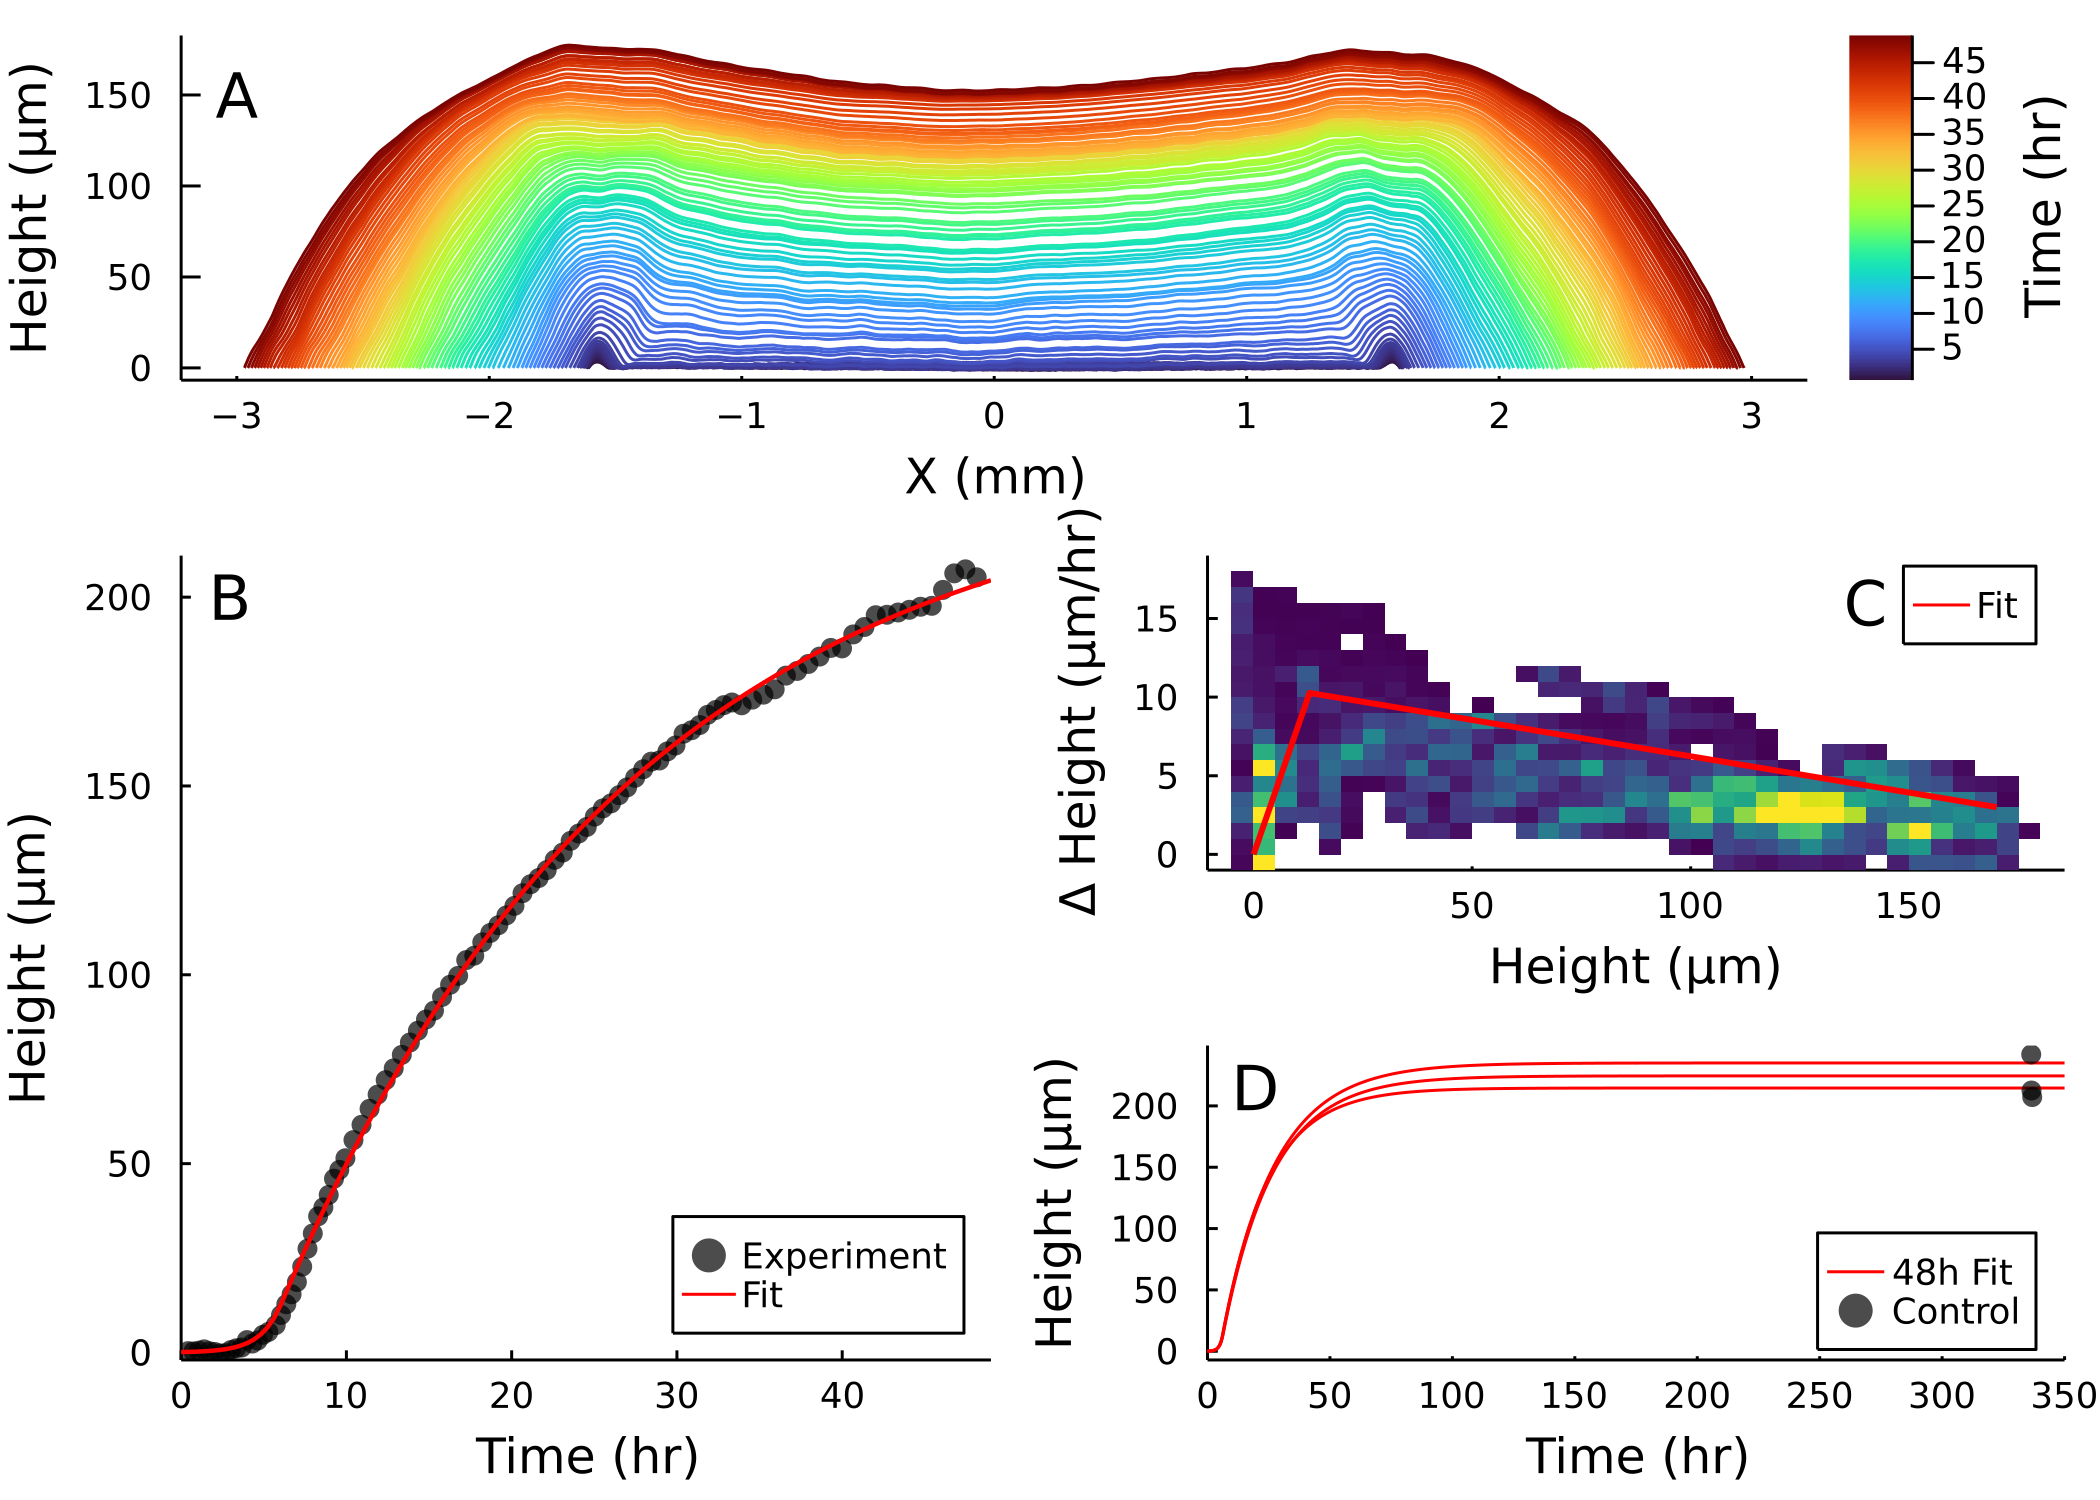 A
Height (μm)
150
100
50
0
−3 −2 −1 0 1 2 3
X (mm)
45
40
35
30
25
20
15
10
5
Time (hr)
B
Height (μm)
200
150
100
50
0
Experiment
Fit
0 10 20 30 40
Time (hr)
C
Fit
Δ Height (μm/hr)
15
10
5
0
0 50 100 150
Height (μm)
D
Height (μm)
200
150
100
50
0
48h Fit
Control
0 50 100 150 200 250 300 350
Time (hr)